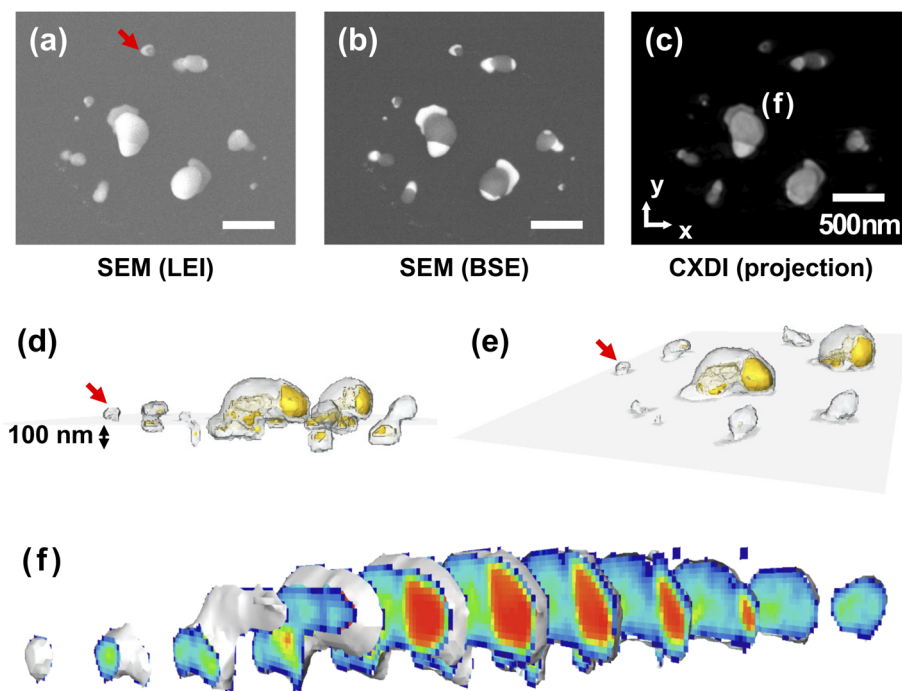 (a)
(b)
(c)
(f)
y
x
500nm
SEM (LEI)
SEM (BSE)
CXDI (projection)
(d)
(e)
100 nm
(f)